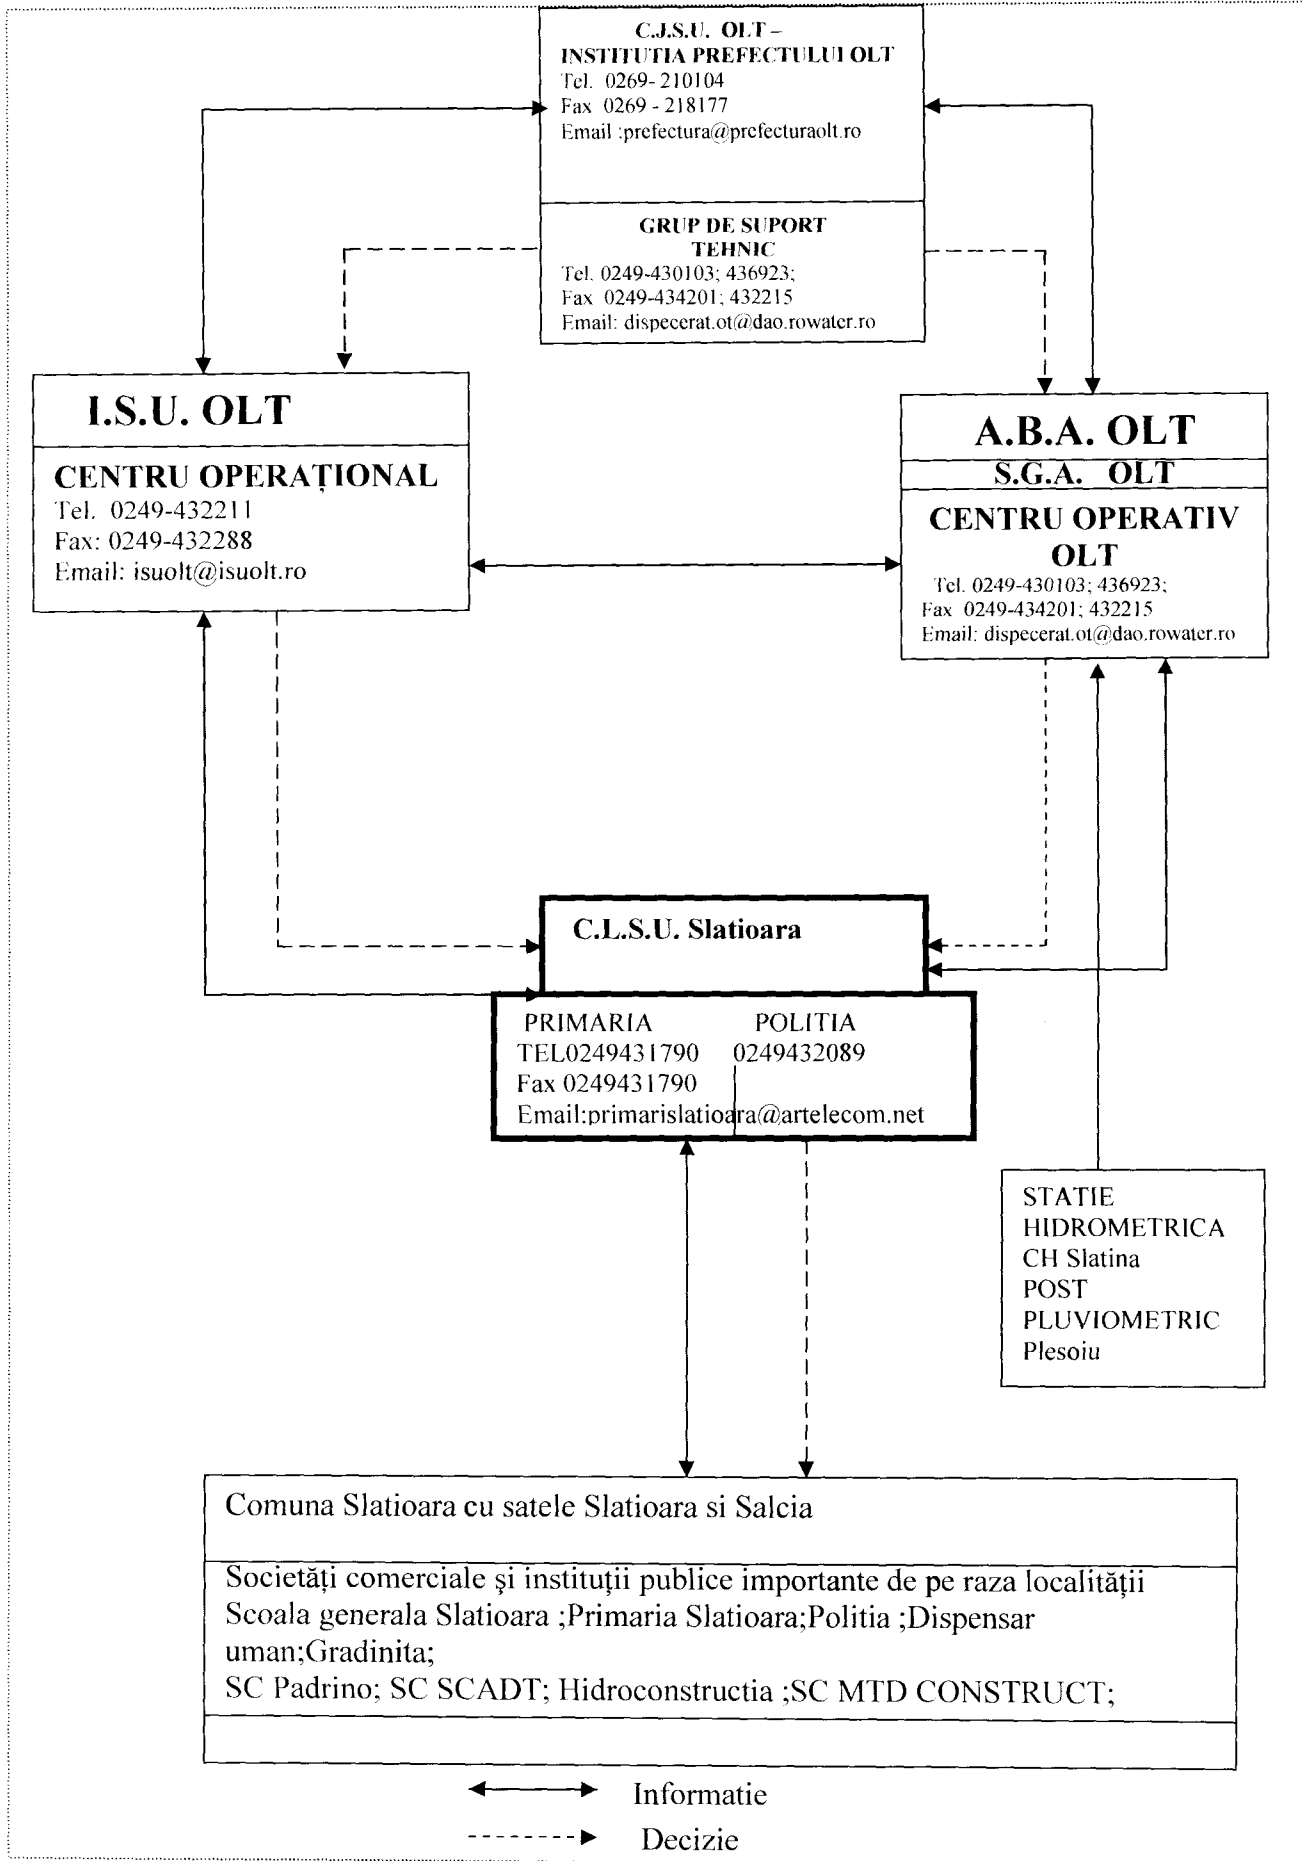 C.J.S.U. OLT –
INSTITUTIA PREFECTULUI OLT
Tel. 0269- 210104
Fax 0269 - 218177
Email :prefectura@prefecturaolt.ro
GRUP DE SUPORT
TEHNIC
Tel. 0249-430103; 436923;
Fax 0249-434201; 432215
Email: dispecerat.ot@dao.rowater.ro
I.S.U. OLT
CENTRU OPERAȚIONAL
Tel. 0249-432211
Fax: 0249-432288
Email: isuolt@isuolt.ro
A.B.A. OLT
S.G.A. OLT
CENTRU OPERATIV
OLT
Tel. 0249-430103; 436923;
Fax 0249-434201; 432215
Email: dispecerat.ot@dao.rowater.ro
C.L.S.U. Slatioara
PRIMARIA POLITIA
TEL0249431790 0249432089
Fax 0249431790
Email:primarislatioara@artelecom.net
STATIE
HIDROMETRICA
CH Slatina
POST
PLUVIOMETRIC
Plesoiu
Comuna Slatioara cu satele Slatioara si Salcia
Societăți comerciale şi instituții publice importante de pe raza localității
Scoala generala Slatioara ;Primaria Slatioara;Politia ;Dispensar
uman;Gradinita;
SC Padrino; SC SCADT; Hidroconstructia ;SC MTD CONSTRUCT;
Informatie
Decizie